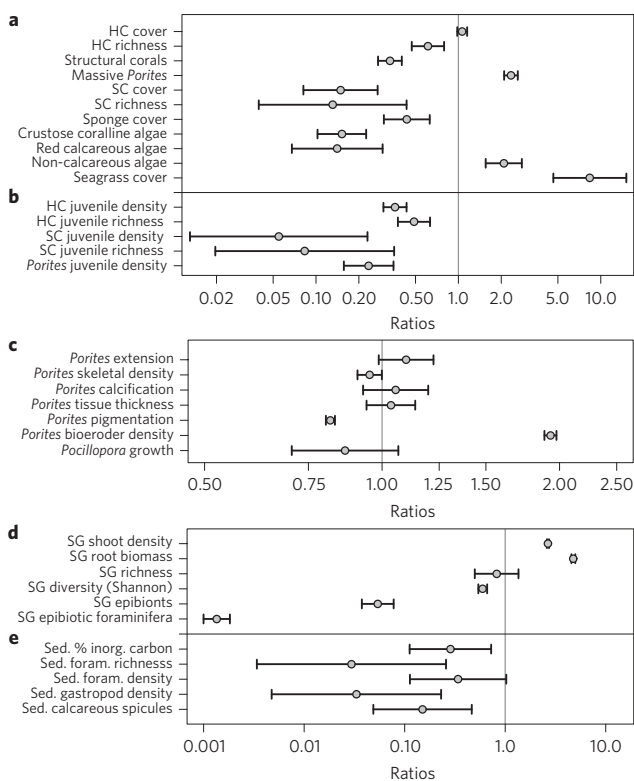 a
HC cover
HC richness
Structural corals
Massive Porites
SC cover
SC richness
Sponge cover
Crustose coralline algae
Red calcareous algae
Non-calcareous algae
Seagrass cover
b
HC juvenile density
HC juvenile richness
SC juvenile density
SC juvenile richness
Porites juvenile density
0.02 0.05 0.10 0.20 0.50 1.0 2.0 5.0 10.0
Ratios
c
Porites extension
Porites skeletal density
Porites calcification
Porites tissue thickness
Porites pigmentation
Porites bioeroder density
Pocillopora growth
0.50 0.75 1.00 1.25 1.50 2.00 2.50
Ratios
d
SG shoot density
SG root biomass
SG richness
SG diversity (Shannon)
SG epibionts
SG epibiotic foraminifera
e
Sed. % inorg. carbon
Sed. foram. richnesss
Sed. foram. density
Sed. gastropod density
Sed. calcareous spicules
0.001 0.01 0.10 1.0 10.0
Ratios